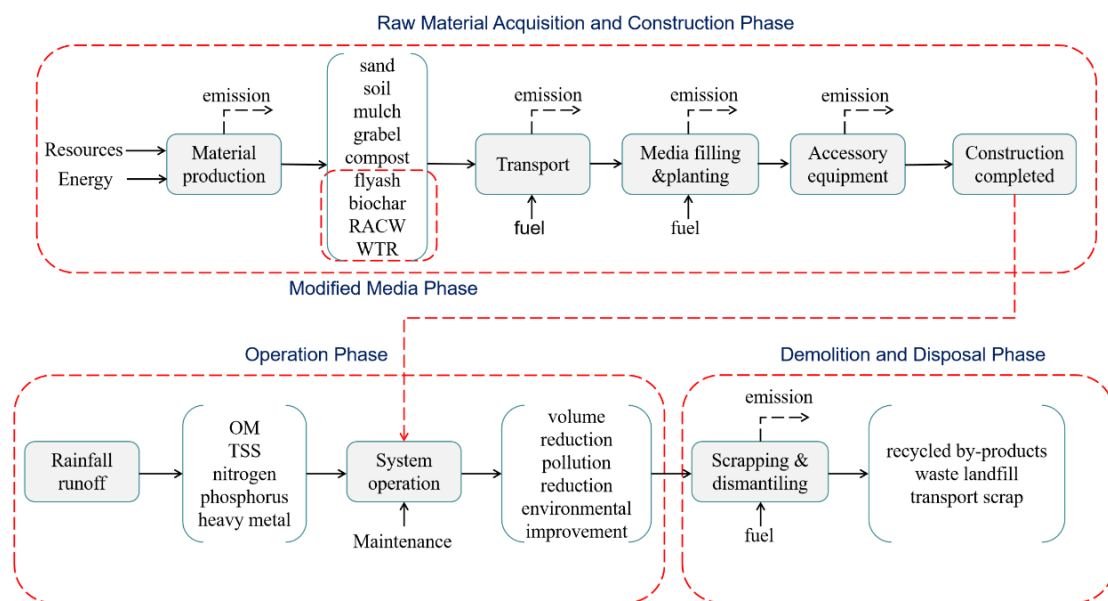 Raw Material Acquisition and Construction Phase
Resources
Energy
emission
Material
production
sand
soil
mulch
grabel
compost
flyash
biochar
RACW
WTR
emission
Transport
fuel
emission
Media filling
&planting
fuel
emission
Accessory
equipment
Construction
completed
Modified Media Phase
Operation Phase
Rainfall
runoff
OM
TSS
nitrogen
phosphorus
heavy metal
System
operation
Maintenance
volume
reduction
pollution
reduction
environmental
improvement
Demolition and Disposal Phase
emission
Scrapping &
dismantiling
fuel
recycled by-products
waste landfill
transport scrap